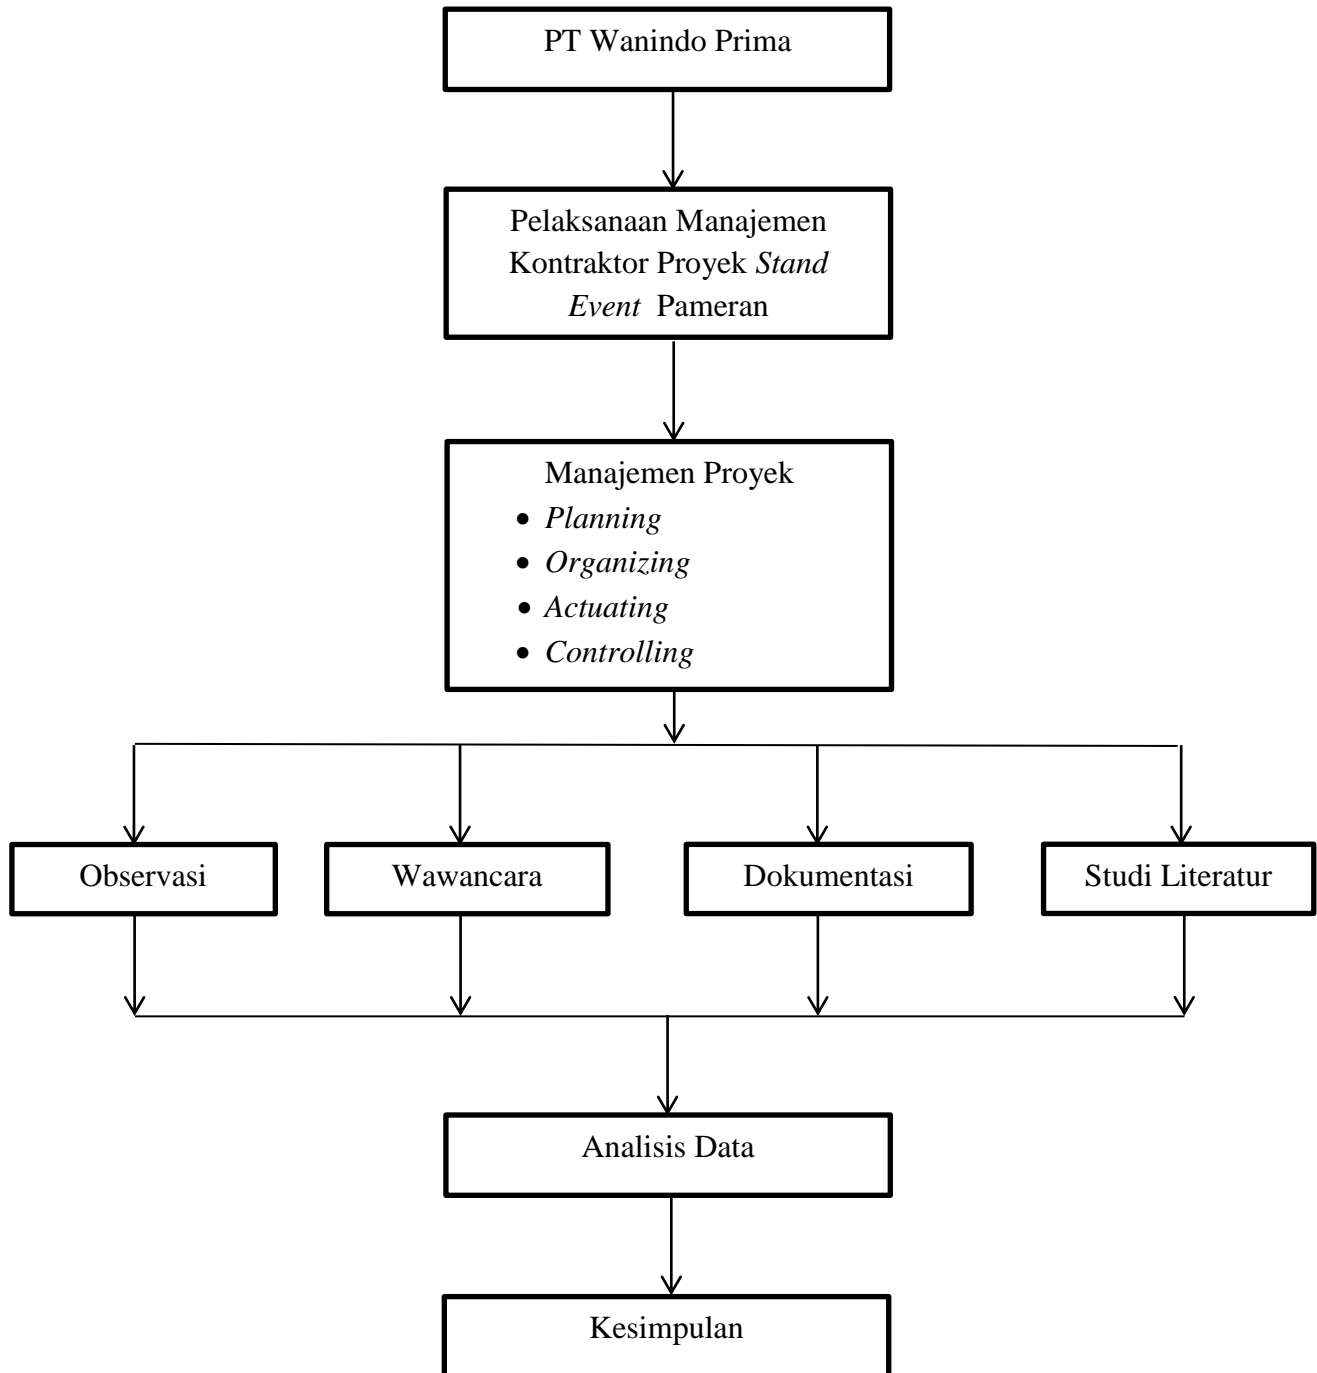 PT Wanindo Prima
Pelaksanaan Manajemen
Kontraktor Proyek Stand
Event Pameran
Manajemen Proyek
• Planning
• Organizing
• Actuating
• Controlling
Observasi
Wawancara
Dokumentasi
Studi Literatur
Analisis Data
Kesimpulan